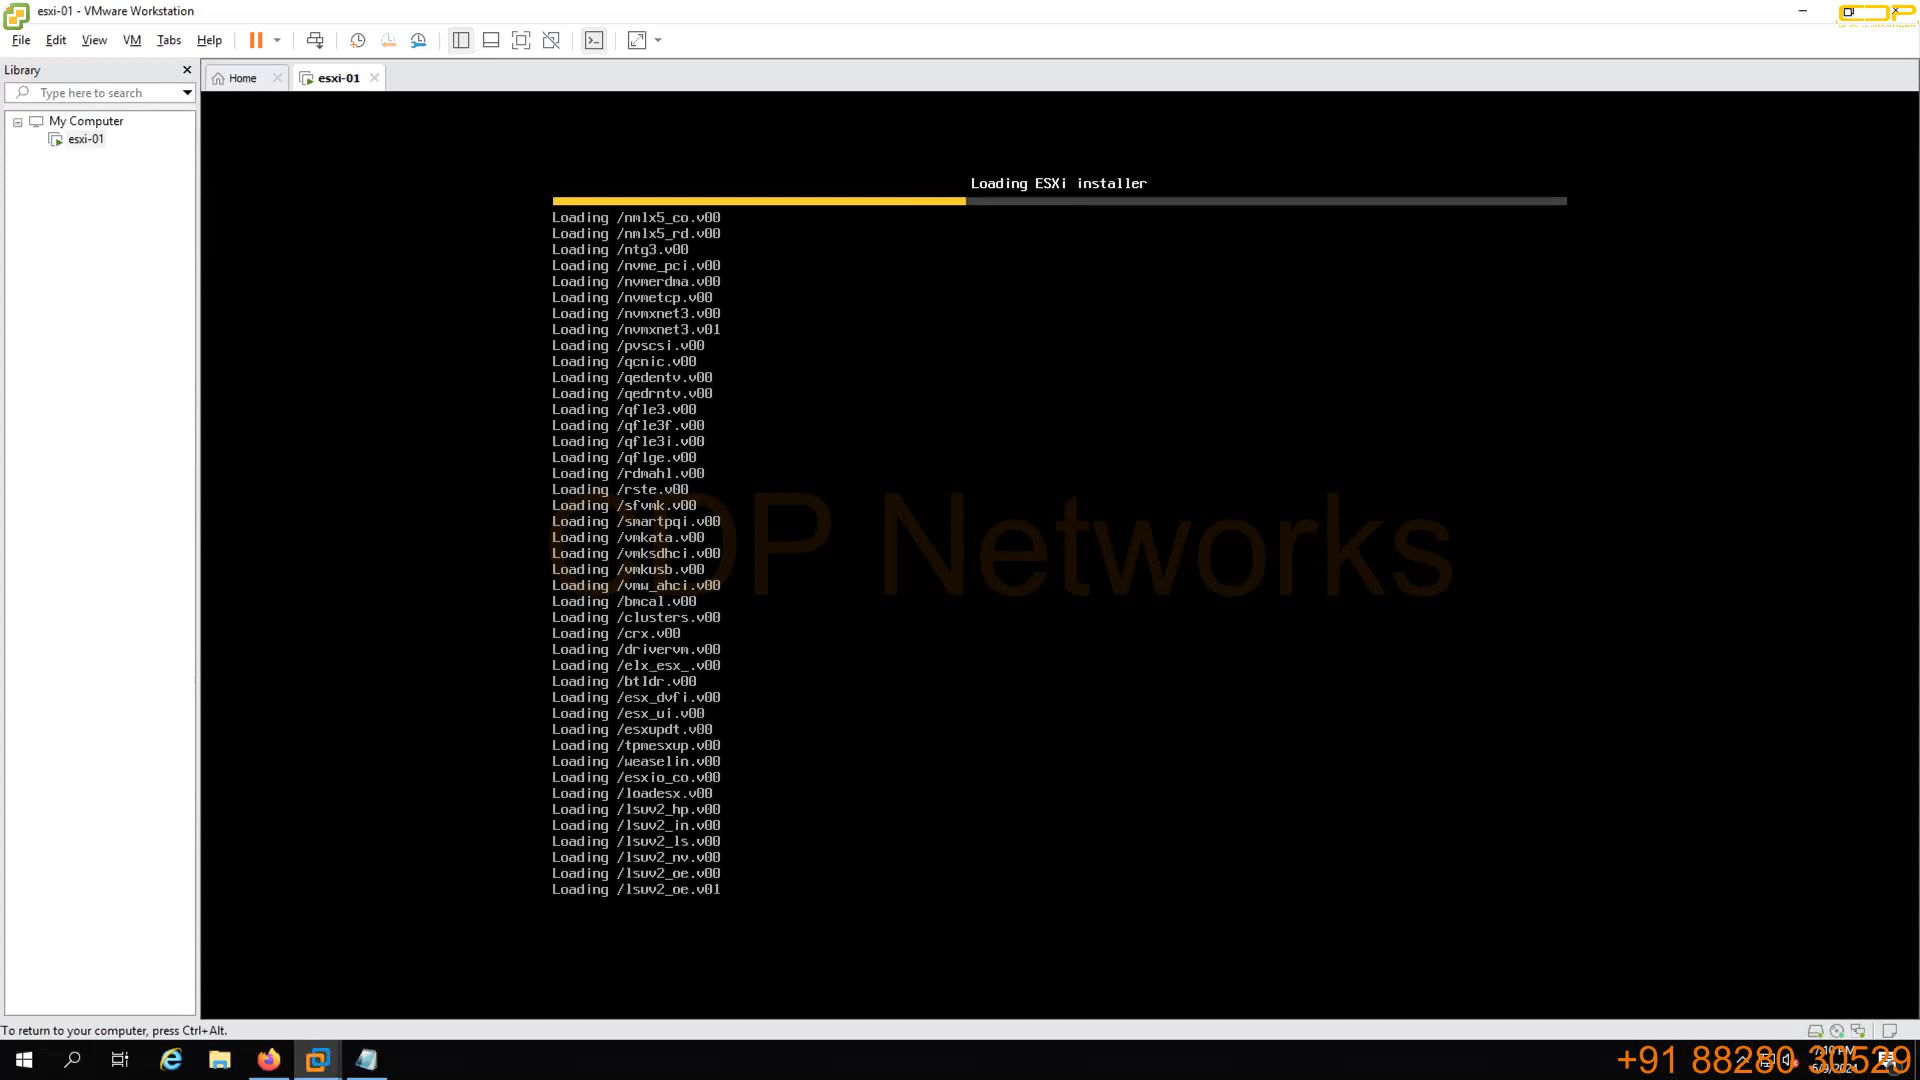 esxi-01 - VMware Workstation
CDP
File Edit View VM Tabs Help
Library
Home
esxi-01
Type here to search
My Computer
esxi-01
Loading ESXi installer
Loading /nmlx5_co.v00
Loading /nmlx5_rd.v00
Loading /ntg3.v00
Loading /nvme_pci.v00
Loading /nvmerdma.v00
Loading /nvmetcp.v00
Loading /nvmxnet3.v00
Loading /nvmxnet3.v01
Loading /pvscsi.v00
Loading /qcnic.v00
Loading /qedentv.v00
Loading /qedrntv.v00
Loading /qfle3.v00
Loading /qfle3f.v00
Loading /qfle3i.v00
Loading /qflge.v00
Loading /rdmahl.v00
Loading /rste.v00
Loading /sfvmk.v00
Loading /smartpqi.v00
Loading /vmkata.v00
Loading /vmksdhci.v00
Loading /vmkusb.v00
Loading /vmw_ahci.v00
Loading /bmcal.v00
Loading /clusters.v00
Loading /crx.v00
Loading /drivervm.v00
Loading /elx_esx_.v00
Loading /btldr.v00
Loading /esx_dvfi.v00
Loading /esx_ui.v00
Loading /esxupdt.v00
Loading /tpmesxup.v00
Loading /weaselin.v00
Loading /esxio_co.v00
Loading /loadesx.v00
Loading /lsuv2_hp.v00
Loading /lsuv2_in.v00
Loading /lsuv2_ls.v00
Loading /lsuv2_nv.v00
Loading /lsuv2_oe.v00
Loading /lsuv2_oe.v01
CDP Networks
To return to your computer, press Ctrl+Alt.
+91 88280 30529